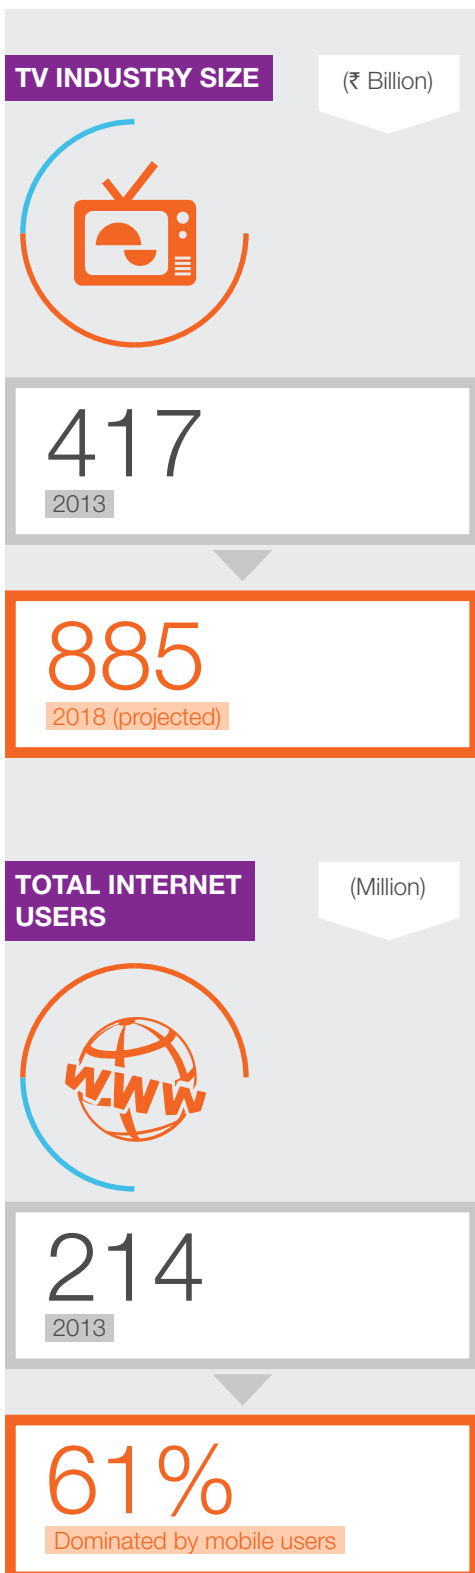 TV INDUSTRY SIZE
(₹ Billion)
417
2013
885
2018 (projected)
TOTAL INTERNET
USERS
(Million)
www
214
2013
61%
Dominated by mobile users